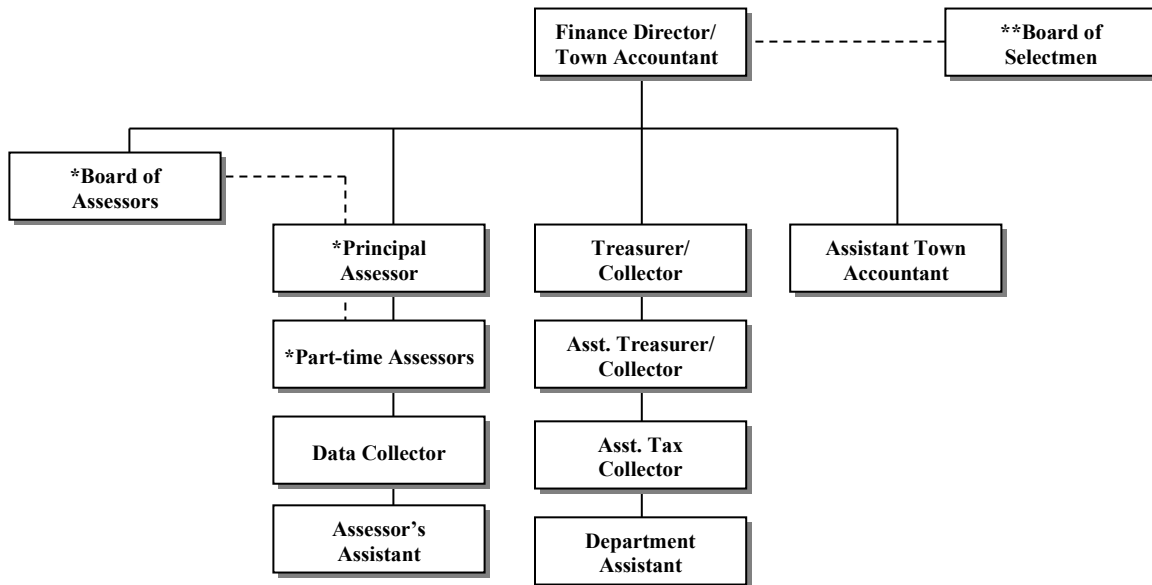 Finance Director/
Town Accountant
**Board of
Selectmen
*Board of
Assessors
*Principal
Assessor
Treasurer/
Collector
Assistant Town
Accountant
*Part-time Assessors
Asst. Treasurer/
Collector
Data Collector
Asst. Tax
Collector
Assessor’s
Assistant
Department
Assistant